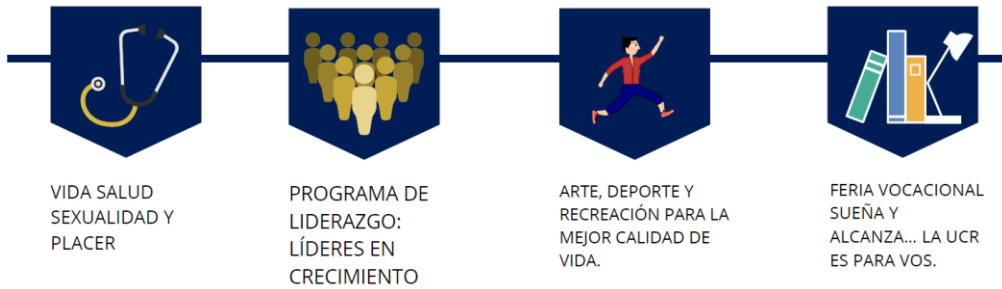 VIDA SALUD
SEXUALIDAD Y
PLACER
PROGRAMA DE
LIDERAZGO:
LÍDERES EN
CRECIMIENTO
ARTE, DEPORTE Y
RECREACIÓN PARA LA
MEJOR CALIDAD DE
VIDA.
FERIA VOCACIONAL
SUEÑA Y
ALCANZA... LA UCR
ES PARA VOS.